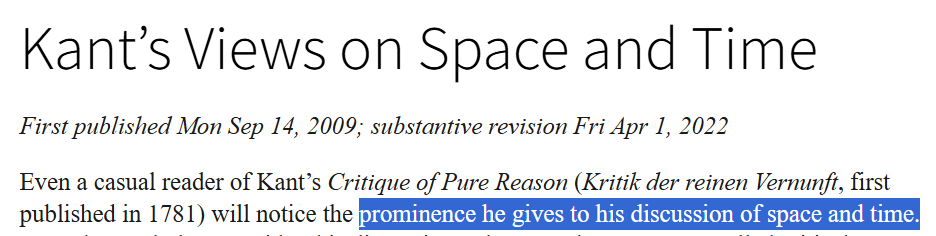 Kant’s Views on Space and Time
First published Mon Sep 14, 2009; substantive revision Fri Apr 1, 2022
Even a casual reader of Kant’s Critique of Pure Reason (Kritik der reinen Vernunft, first
published in 1781) will notice the prominence he gives to his discussion of space and time.